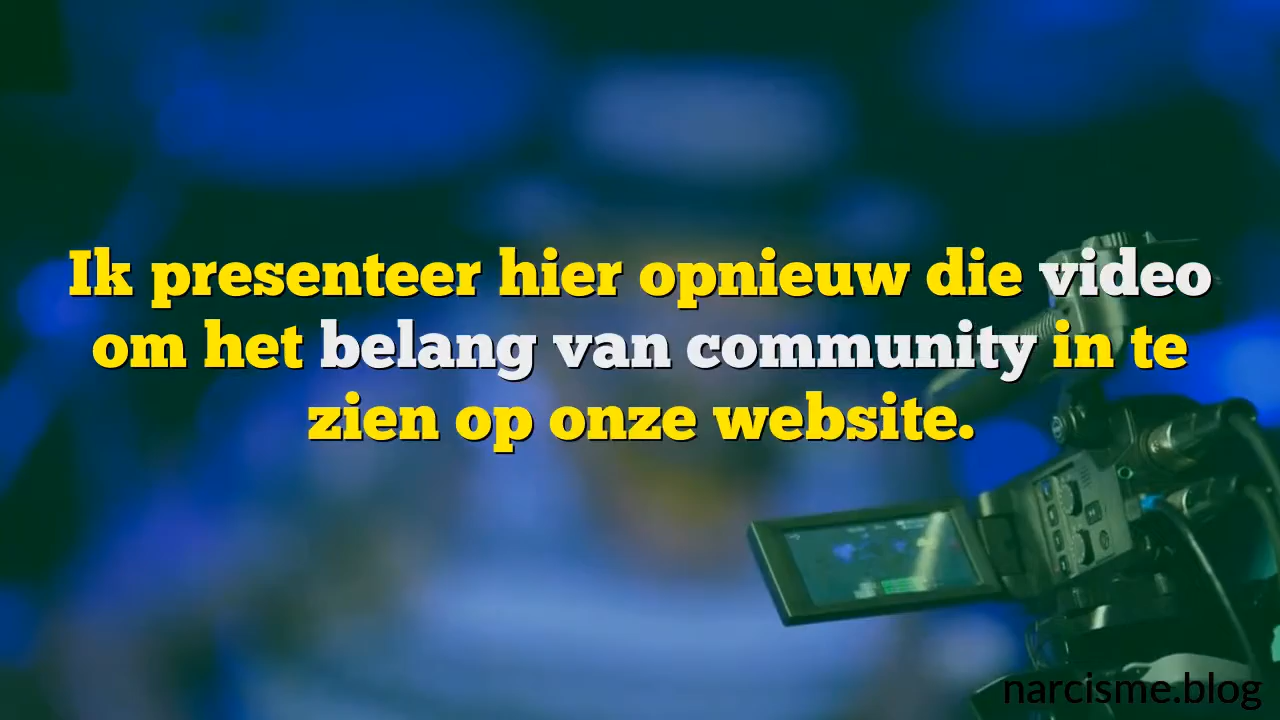 Ik presenteer hier opnieuw die video
om het belang van community in te
zien op onze website.
narcisme.blog